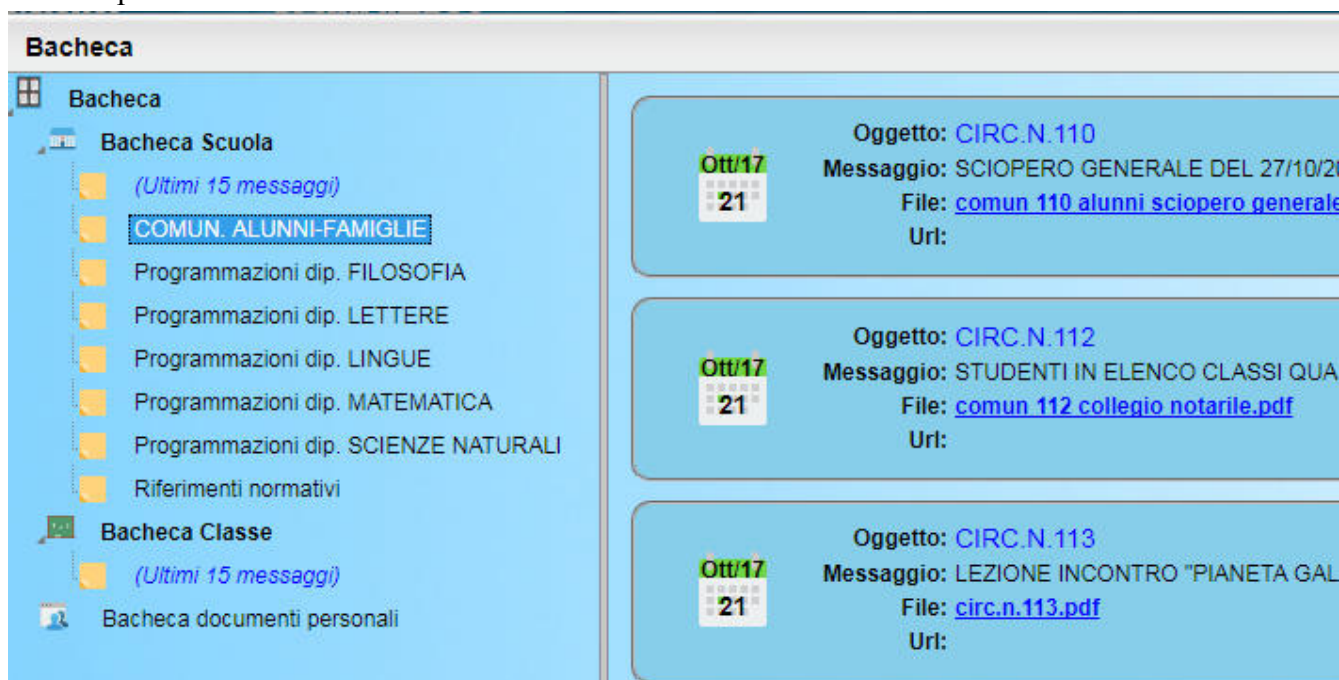 Bacheca
Bacheca
Bacheca Scuola
(Ultimi 15 messaggi)
COMUN. ALUNNI-FAMIGLIE
Programmazioni dip. FILOSOFIA
Programmazioni dip. LETTERE
Programmazioni dip. LINGUE
Programmazioni dip. MATEMATICA
Programmazioni dip. SCIENZE NATURALI
Riferimenti normativi
Bacheca Classe
(Ultimi 15 messaggi)
Bacheca documenti personali
Ott/17
21
Oggetto: CIRC.N.110
Messaggio: SCIOPERO GENERALE DEL 27/10/20
File: comun 110 alunni sciopero generale
Url:
Ott/17
21
Oggetto: CIRC.N.112
Messaggio: STUDENTI IN ELENCO CLASSI QUA
File: comun 112 collegio notarile.pdf
Url:
Ott/17
21
Oggetto: CIRC.N.113
Messaggio: LEZIONE INCONTRO "PIANETA GAL
File: circ.n.113.pdf
Url: